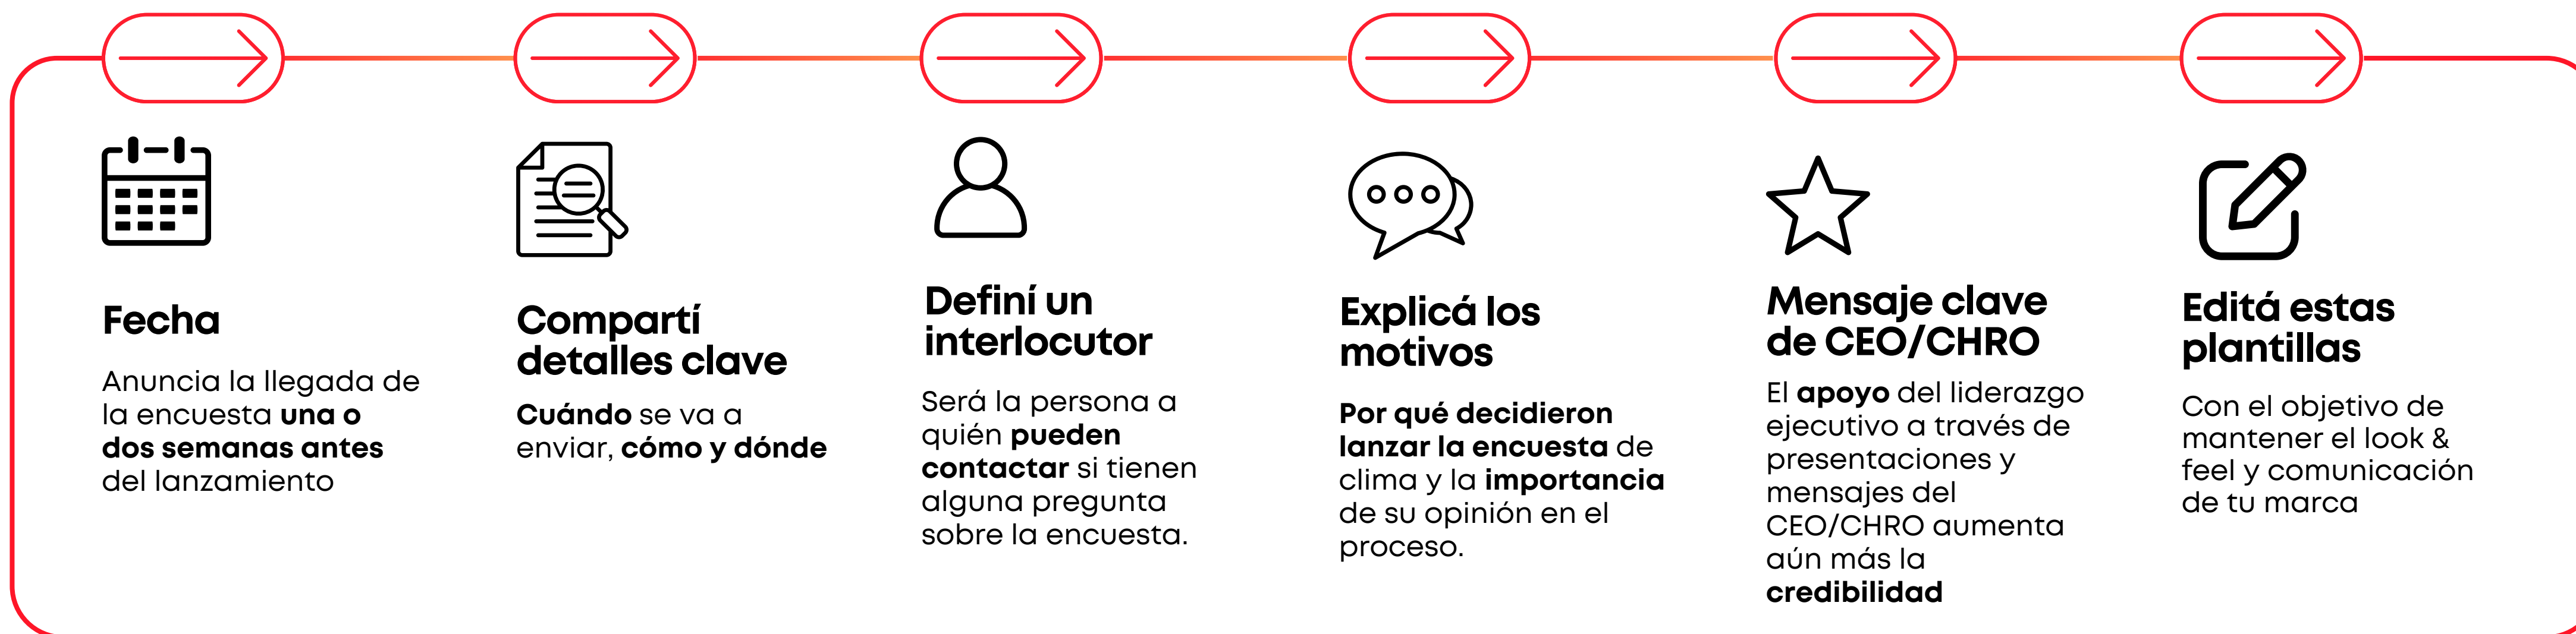 Fecha
Anuncia la llegada de
la encuesta una o
dos semanas antes
del lanzamiento
Compartí
detalles clave
Cuándo se va a
enviar, cómo y dónde
Definí un
interlocutor
Será la persona a
quién pueden
contactar si tienen
alguna pregunta
sobre la encuesta.
Explicá los
motivos
Por qué decidieron
lanzar la encuesta de
clima y la importancia
de su opinión en el
proceso.
Mensaje clave
de CEO/CHRO
El apoyo del liderazgo
ejecutivo a través de
presentaciones y
mensajes del
CEO/CHRO aumenta
aún más la
credibilidad
Editá estas
plantillas
Con el objetivo de
mantener el look &
feel y comunicación
de tu marca